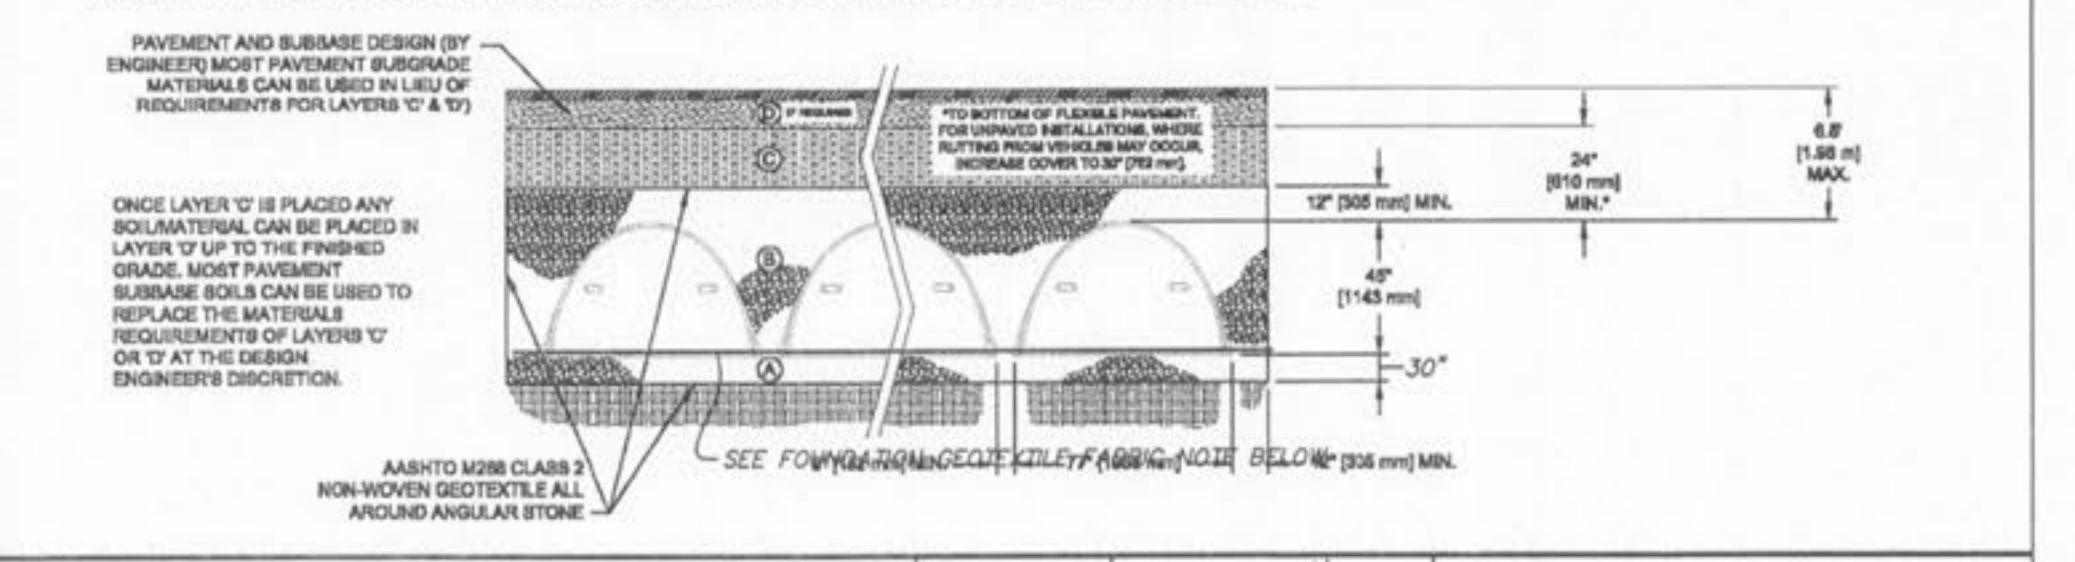 PAVEMENT AND SUBBASE DESIGN (BY
ENGINEER) MOST PAVEMENT SUBGRADE
MATERIALS CAN BE USED IN LIEU OF
REQUIREMENTS FOR LAYERS 'C' & 'D')
D
REQUIRED
C
*TO BOTTOM OF FLEXIBLE PAVEMENT.
FOR UNPAVED INSTALLATIONS, WHERE
RUTTING FROM VEHICLES MAY OCCUR,
INCREASE COVER TO 30" [762 mm].
6.5'
[1.98 m]
MAX.
24"
[610 mm]
MIN.*
12" [305 mm] MIN.
ONCE LAYER 'C' IS PLACED ANY
SOIL/MATERIAL CAN BE PLACED IN
LAYER 'D' UP TO THE FINISHED
GRADE. MOST PAVEMENT
SUBBASE SOILS CAN BE USED TO
REPLACE THE MATERIALS
REQUIREMENTS OF LAYERS 'C'
OR 'D' AT THE DESIGN
ENGINEER'S DISCRETION.
B
45"
[1143 mm]
A
30"
SEE FOUNDATION GEOTEXTILE FABRIC NOTE BELOW
MIN.
77"
12" [305 mm] MIN.
AASHTO M288 CLASS 2
NON-WOVEN GEOTEXTILE ALL
AROUND ANGULAR STONE